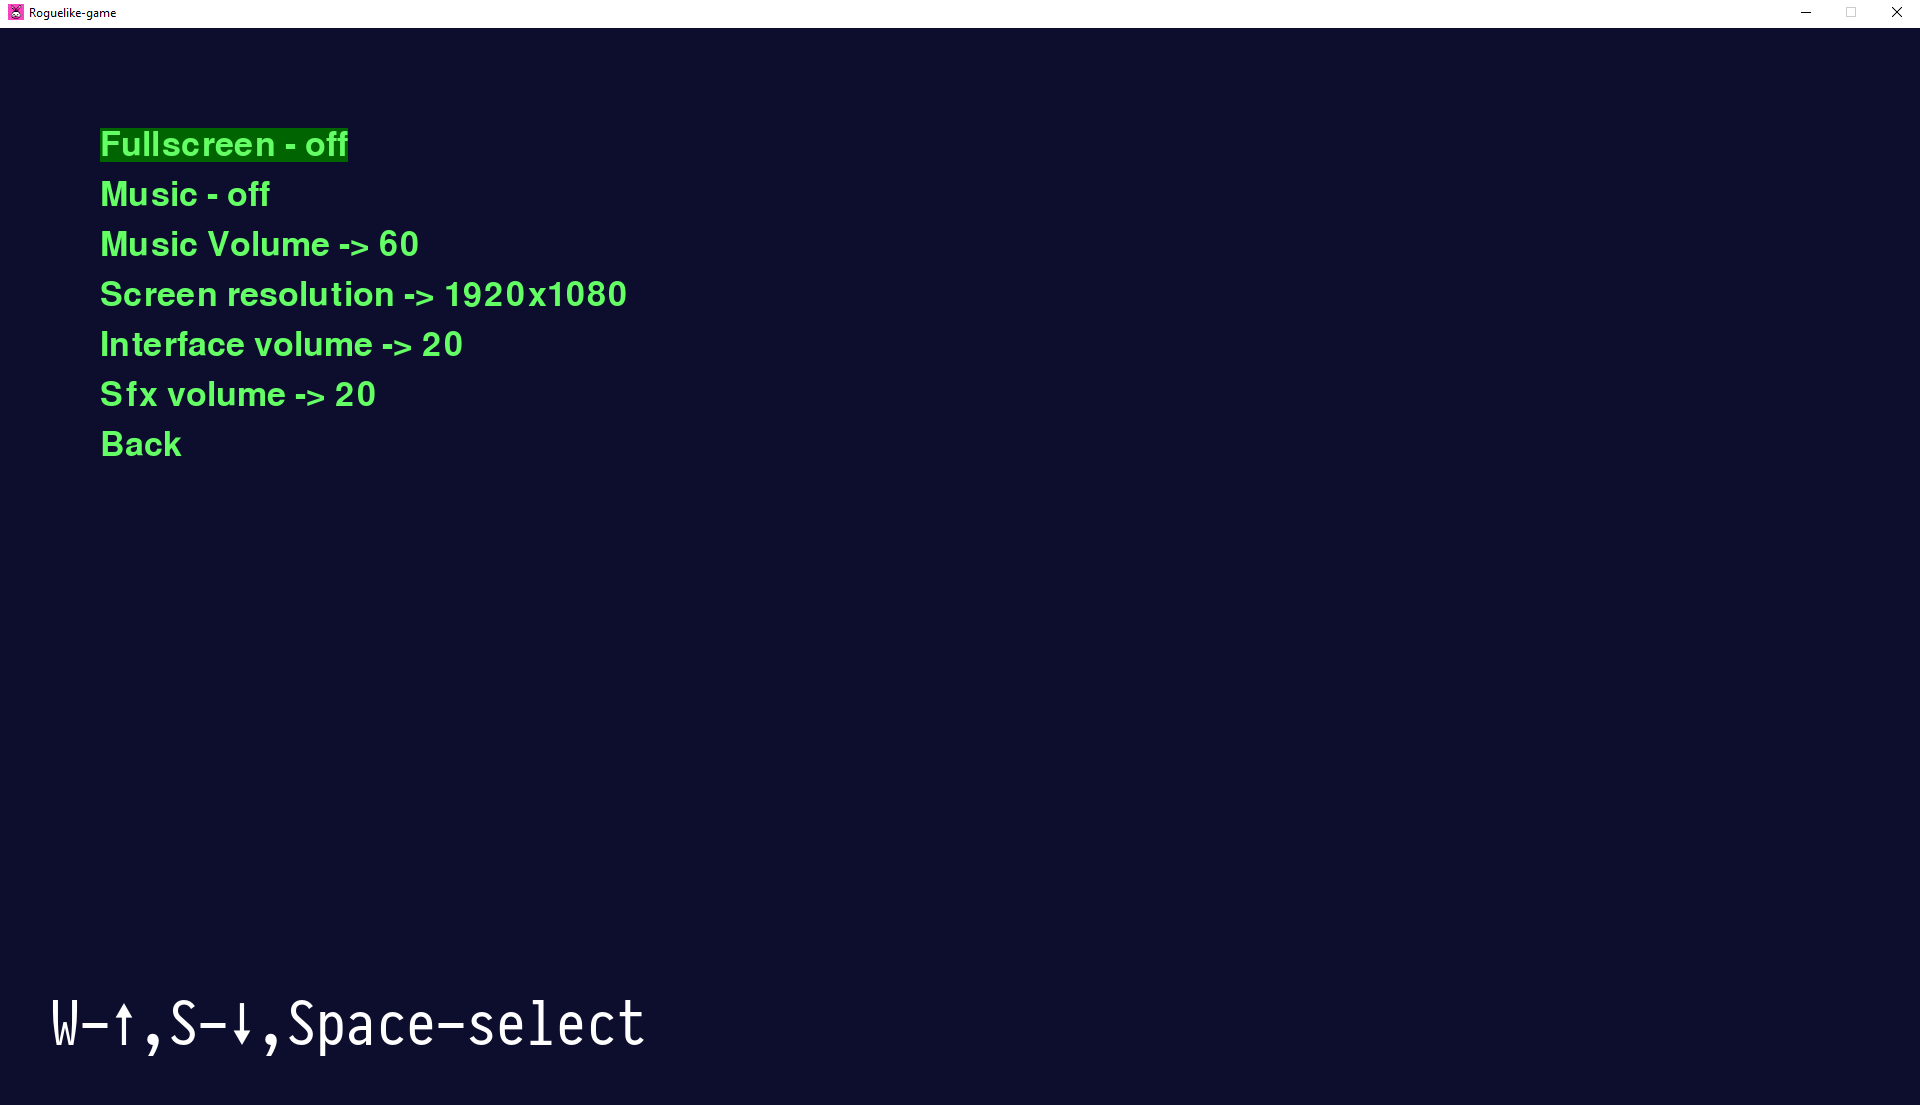 Roguelike-game
Fullscreen - off
Music - off
Music Volume -> 60
Screen resolution -> 1920x1080
Interface volume -> 20
Sfx volume -> 20
Back
W-↑,S-↓,Space-select